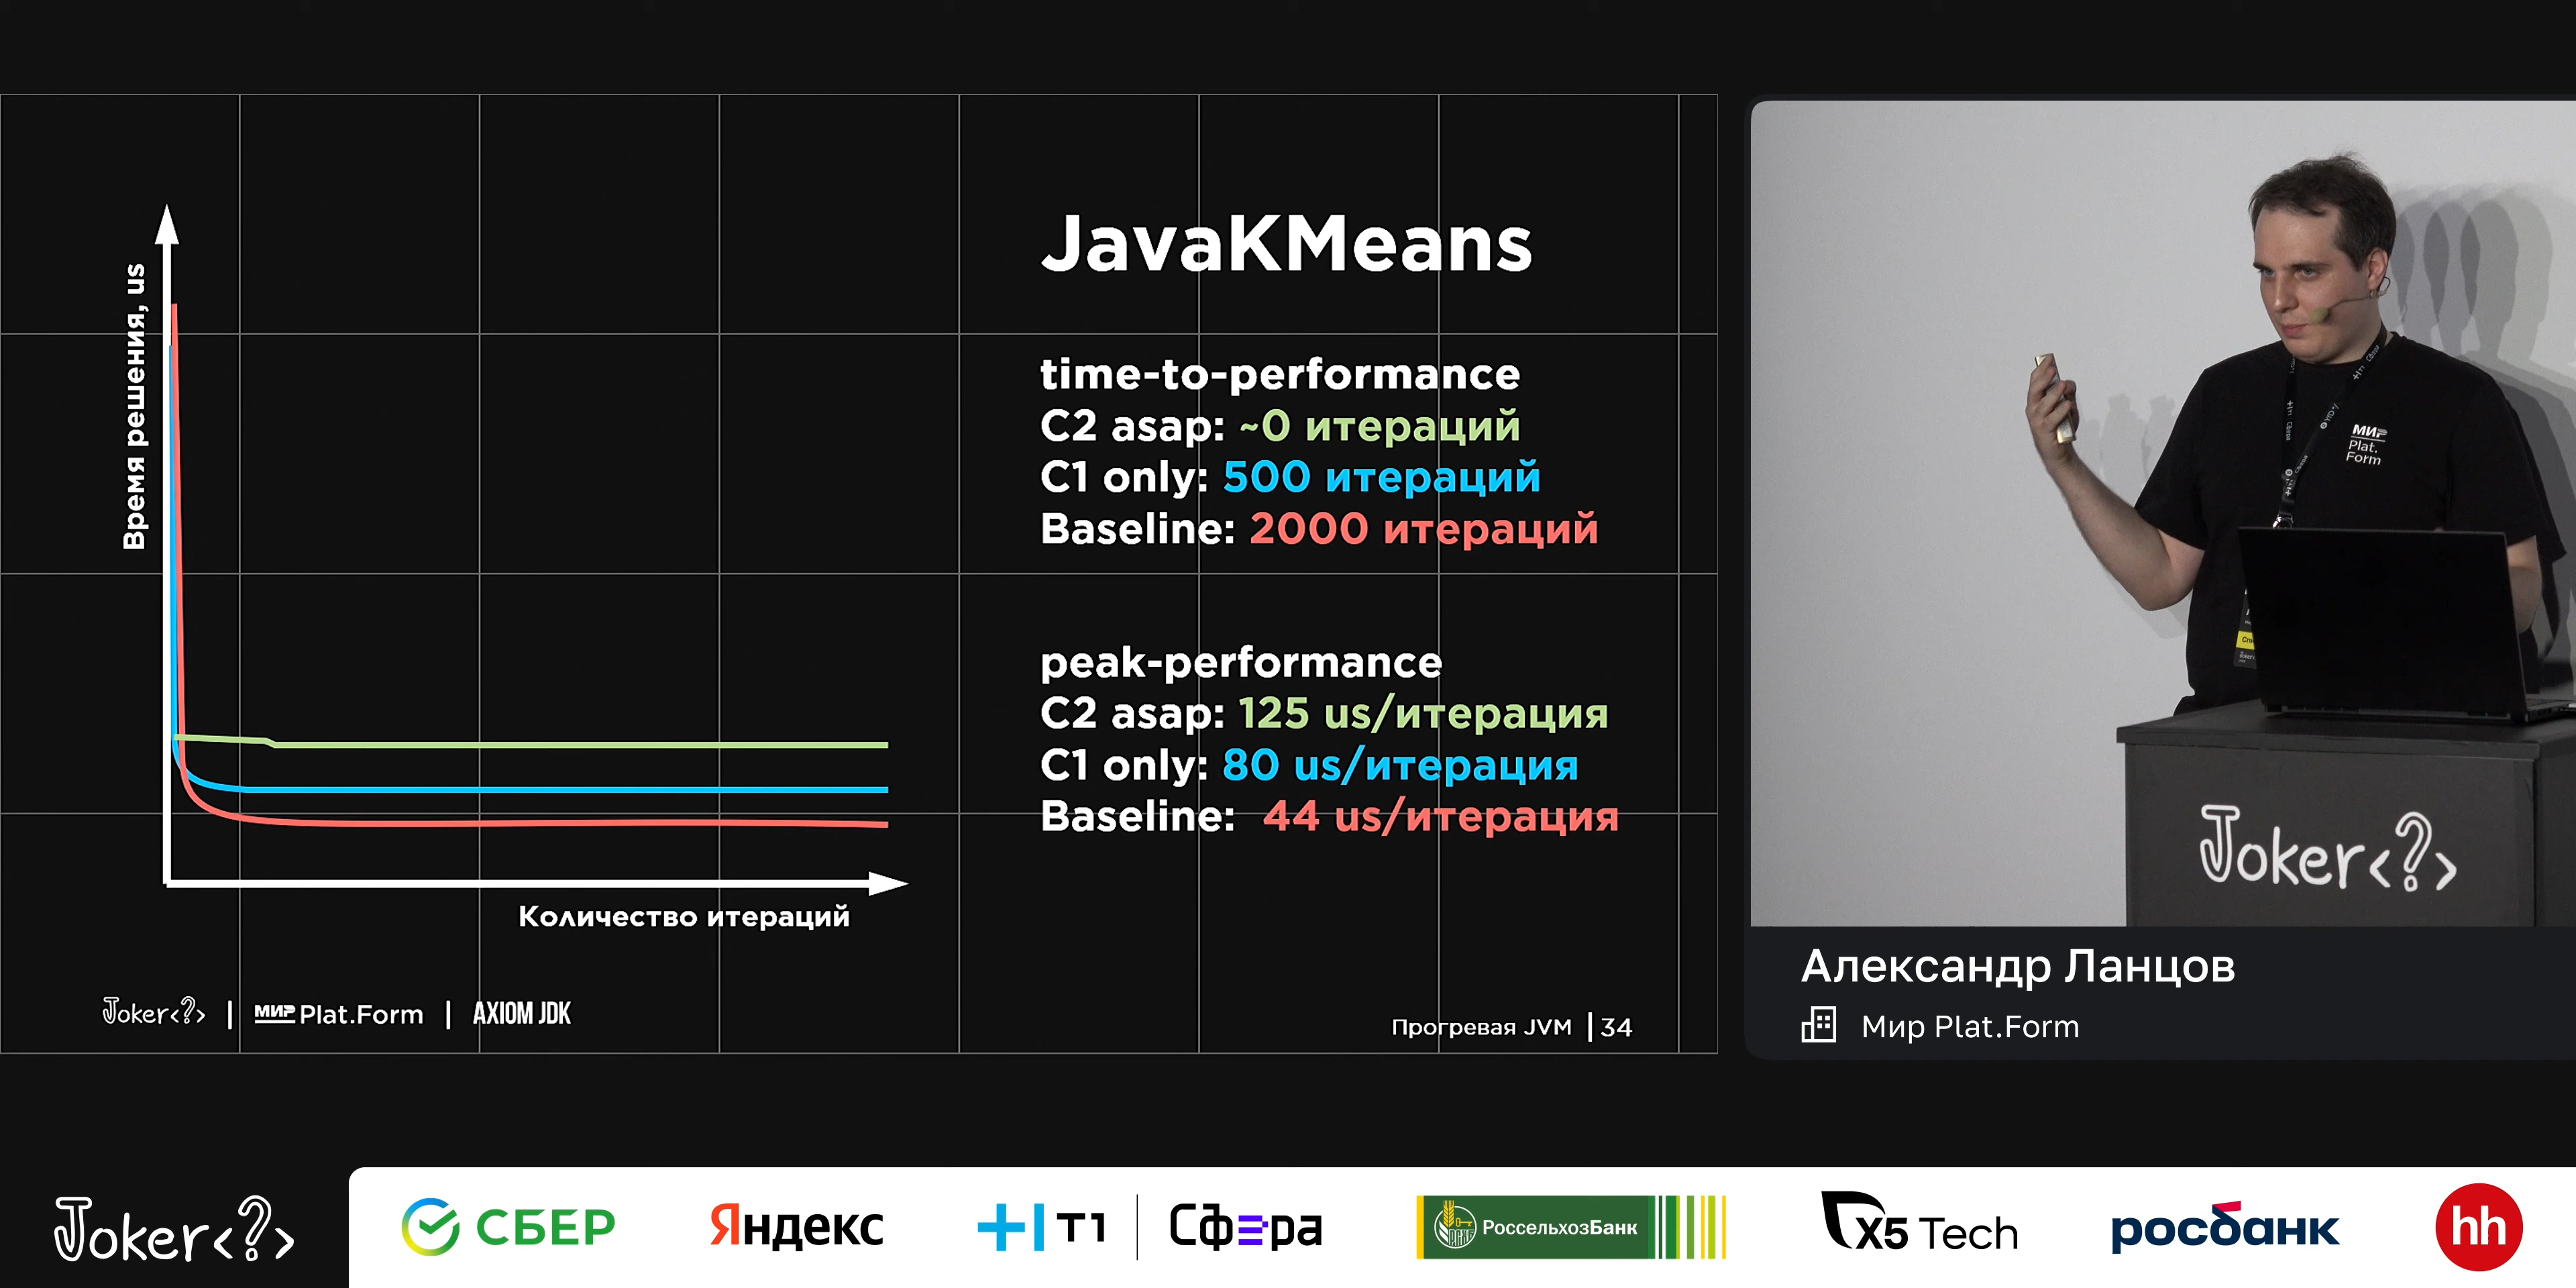 JavaKMeans
Время решения, us
time-to-performance
C2 asap: ~0 итераций
C1 only: 500 итераций
Baseline: 2000 итераций
peak-performance
C2 asap: 125 us/итерация
C1 only: 80 us/итерация
Baseline: 44 us/итерация
Количество итераций
Joker<?> | МИР Plat.Form | AXIOM JDK
Прогревая JVM | 34
МИР
Plat.
Form
Joker<?>
Александр Ланцов
Мир Plat.Form
Joker<?>
СБЕР
Яндекс
Т1
Сфера
РоссельхозБанк
X5 Tech
росбанк
hh